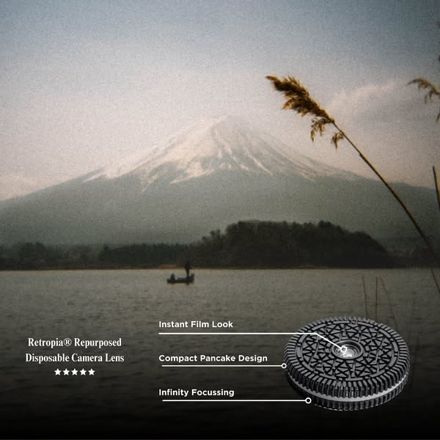 Instant Film Look
Retropia® Repurposed
Disposable Camera Lens
Compact Pancake Design
Infinity Focussing